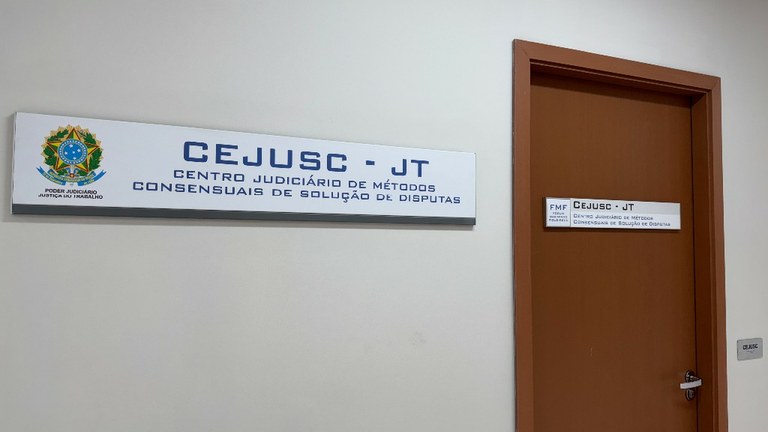 CEJUSC - JT
CENTRO JUDICIÁRIO DE MÉTODOS
CONSENSUAIS DE SOLUÇÃO DE DISPUTAS
PODER JUDICIÁRIO
JUSTIÇA DO TRABALHO
FMF
CEJUSC - JT
CENTRO JUDICIÁRIO DE MÉTODOS
CONSENSUAIS DE SOLUÇÃO DE DISPUTAS
CEJUSC